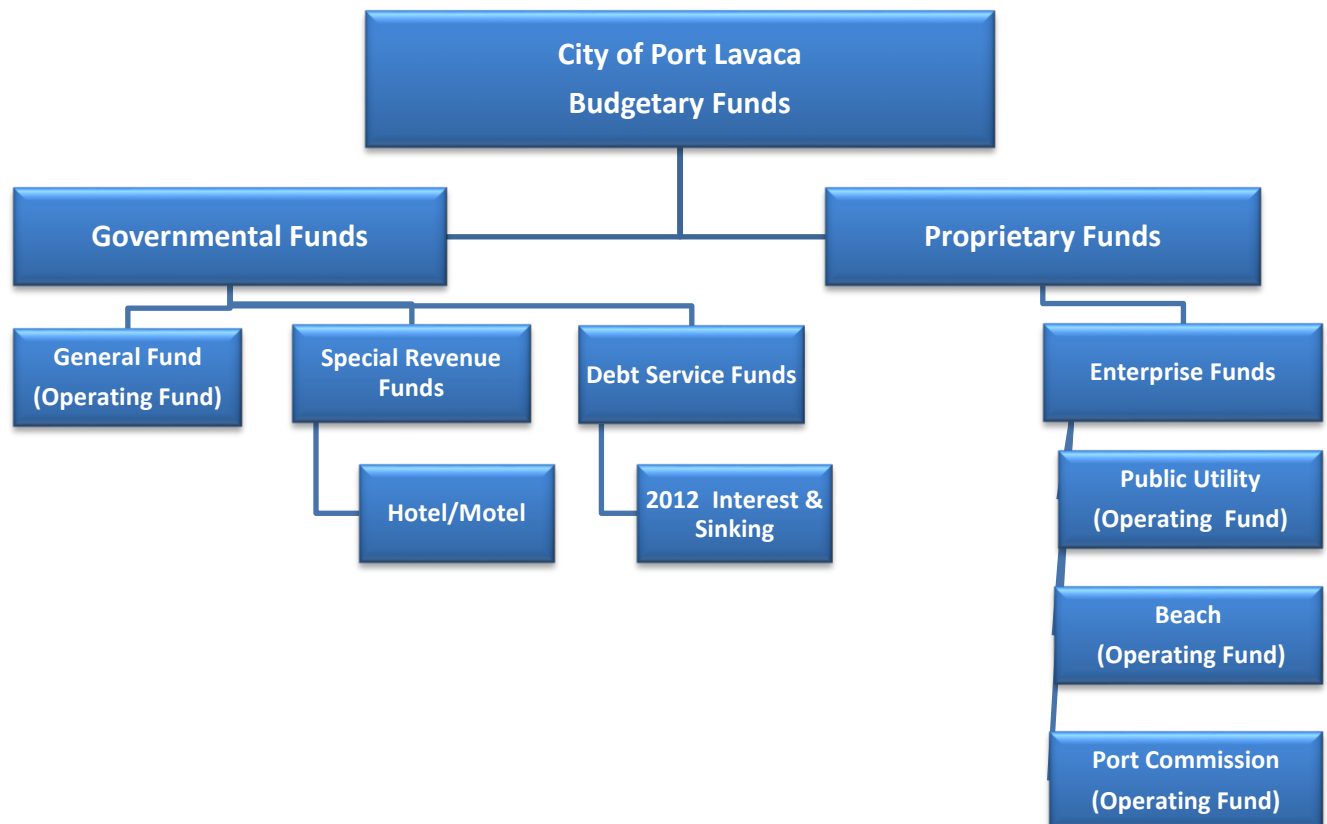 City of Port Lavaca
Budgetary Funds
Governmental Funds
Proprietary Funds
General Fund
(Operating Fund)
Special Revenue
Funds
Debt Service Funds
Enterprise Funds
Hotel/Motel
2012 Interest &
Sinking
Public Utility
(Operating Fund)
Beach
(Operating Fund)
Port Commission
(Operating Fund)